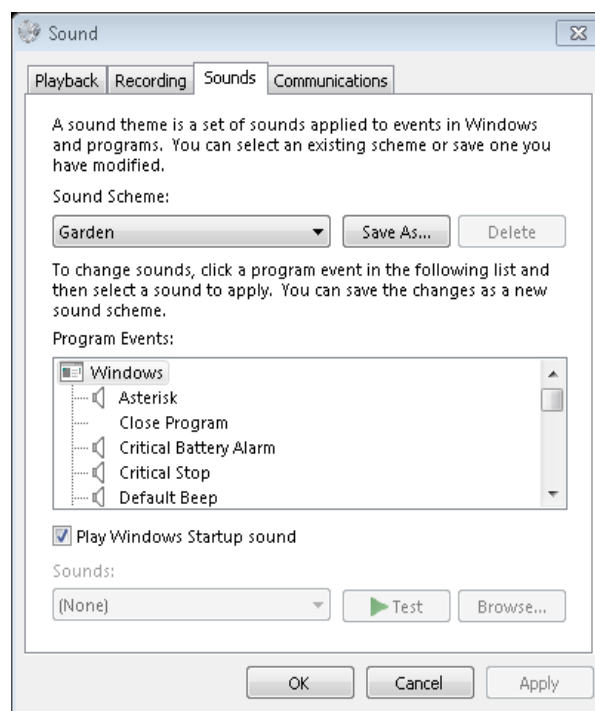 Sound
Playback Recording Sounds Communications
A sound theme is a set of sounds applied to events in Windows
and programs. You can select an existing scheme or save one you
have modified.
Sound Scheme:
Garden Save As... Delete
To change sounds, click a program event in the following list and
then select a sound to apply. You can save the changes as a new
sound scheme.
Program Events:
Windows
Asterisk
Close Program
Critical Battery Alarm
Critical Stop
Default Beep
Play Windows Startup sound
Sounds:
(None) Test Browse...
OK Cancel Apply